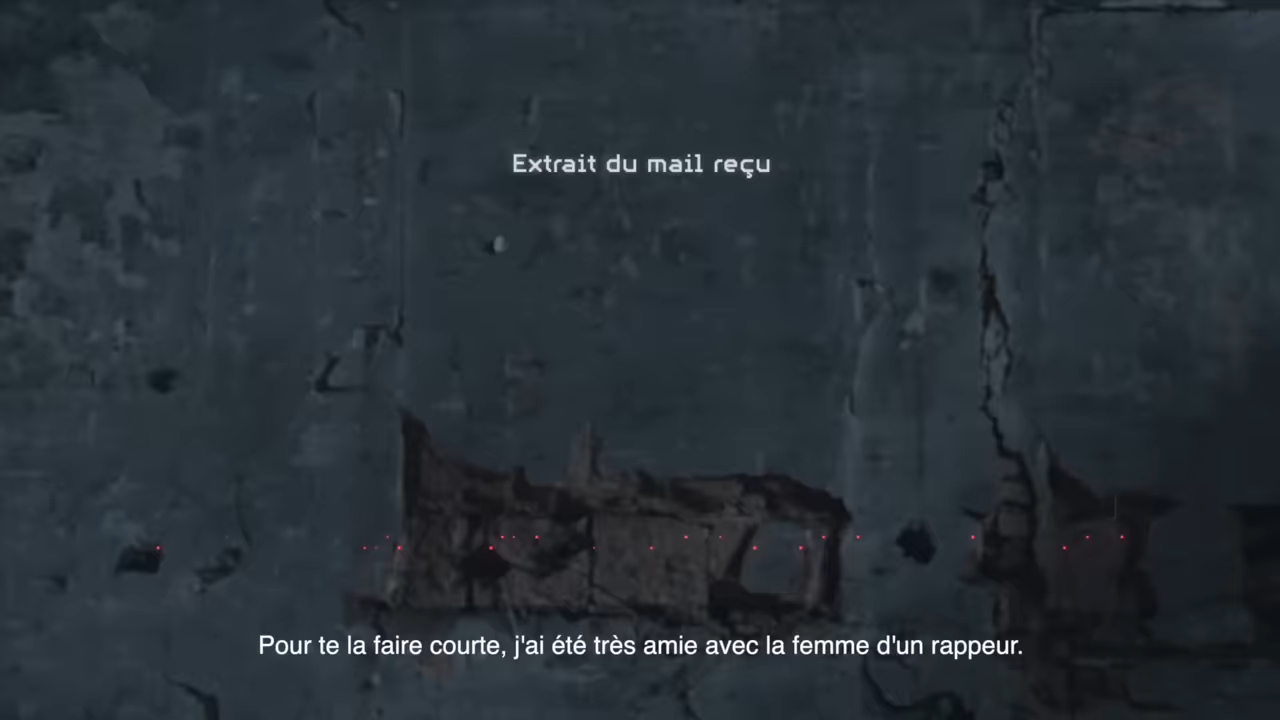 Extrait du mail reçu
Pour te la faire courte, j'ai été très amie avec la femme d'un rappeur.